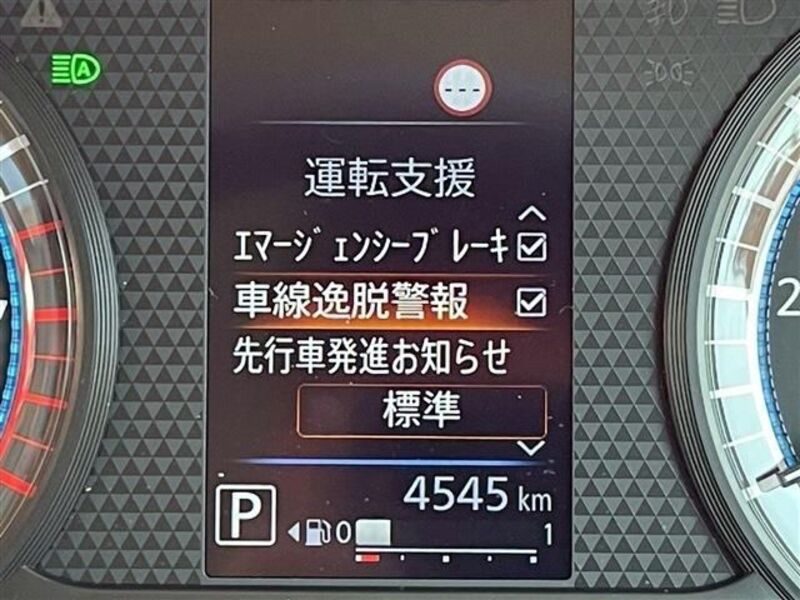 A
---
運転支援
ｴﾏｰｼﾞｪﾝｼｰﾌﾞﾚｰｷ
車線逸脱警報
先行車発進お知らせ
標準
4545 km
P
0 1
2